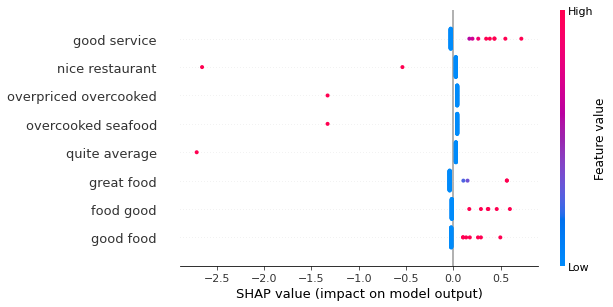 High
good service
nice restaurant
overpriced overcooked
overcooked seafood
quite average
great food
food good
good food
Feature value
Low
−2.5 −2.0 −1.5 −1.0 −0.5 0.0 0.5
SHAP value (impact on model output)